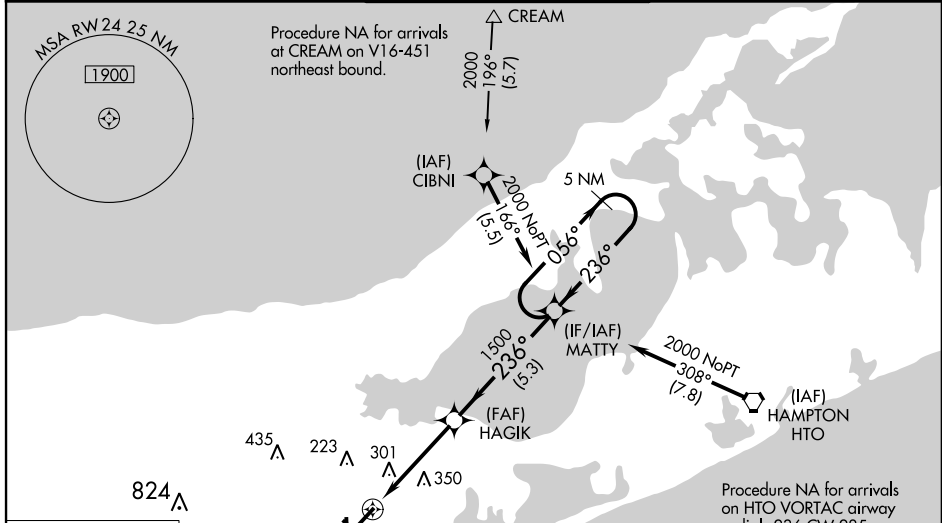 MSA RW24 25 NM
1900
Procedure NA for arrivals
at CREAM on V16-451
northeast bound.
CREAM
2000
196°
(5.7)
(IAF)
CIBNI
2000 NoPT
166°
(5.5)
5 NM
056°
236°
(IF/IAF)
MATTY
1500
236°
(5.3)
2000 NoPT
308°
(7.8)
(IAF)
HAMPTON
HTO
(FAF)
HAGIK
435
223
301
350
824
Procedure NA for arrivals
on HTO VORTAC airway